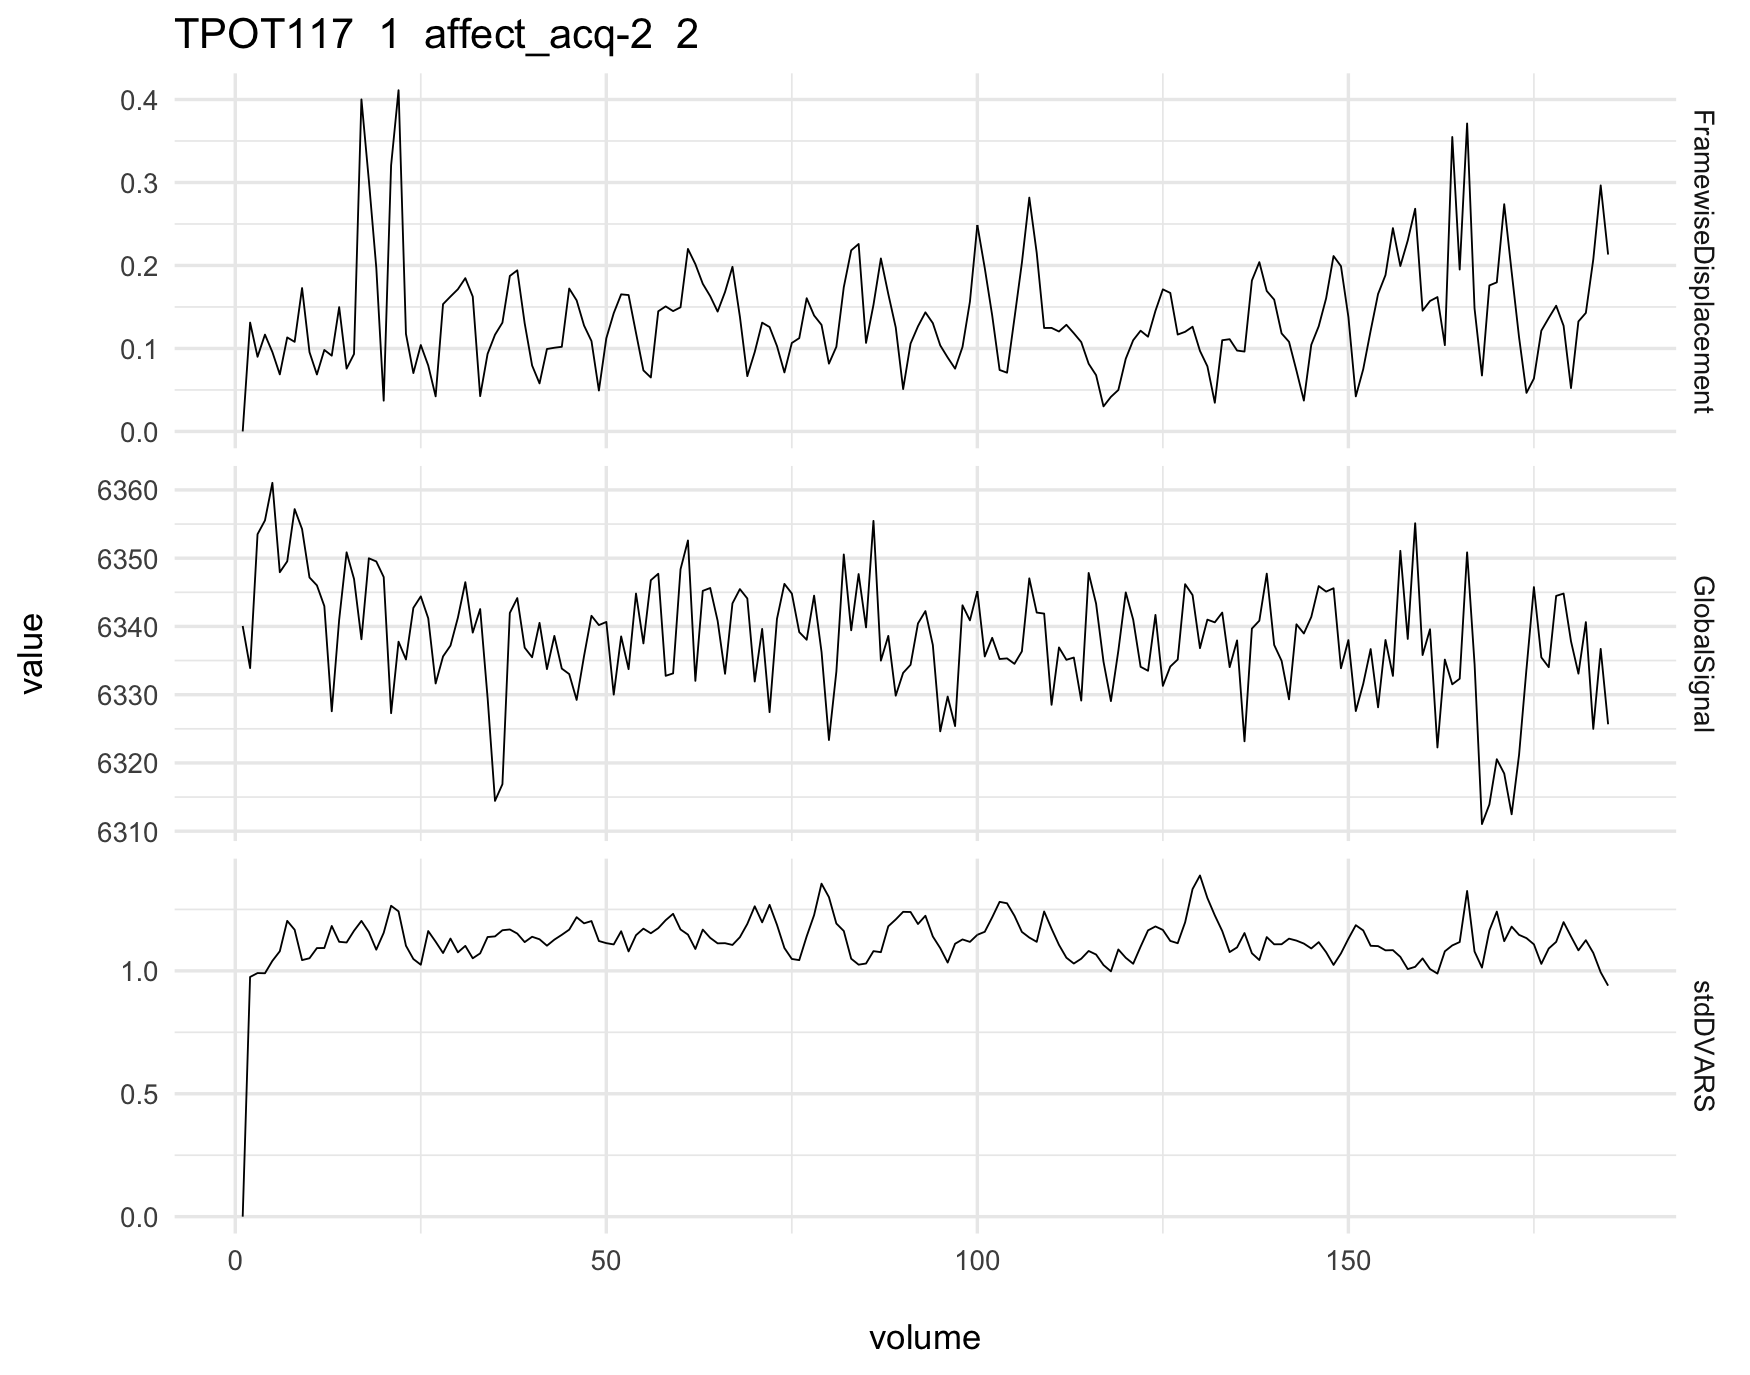 TPOT117 1 affect_acq-2 2
0.4
0.3
0.2
0.1
0.0
FramewiseDisplacement
6360
6350
6340
6330
6320
6310
GlobalSignal
value
1.0
0.5
0.0
stdDVARS
0 50 100 150
volume